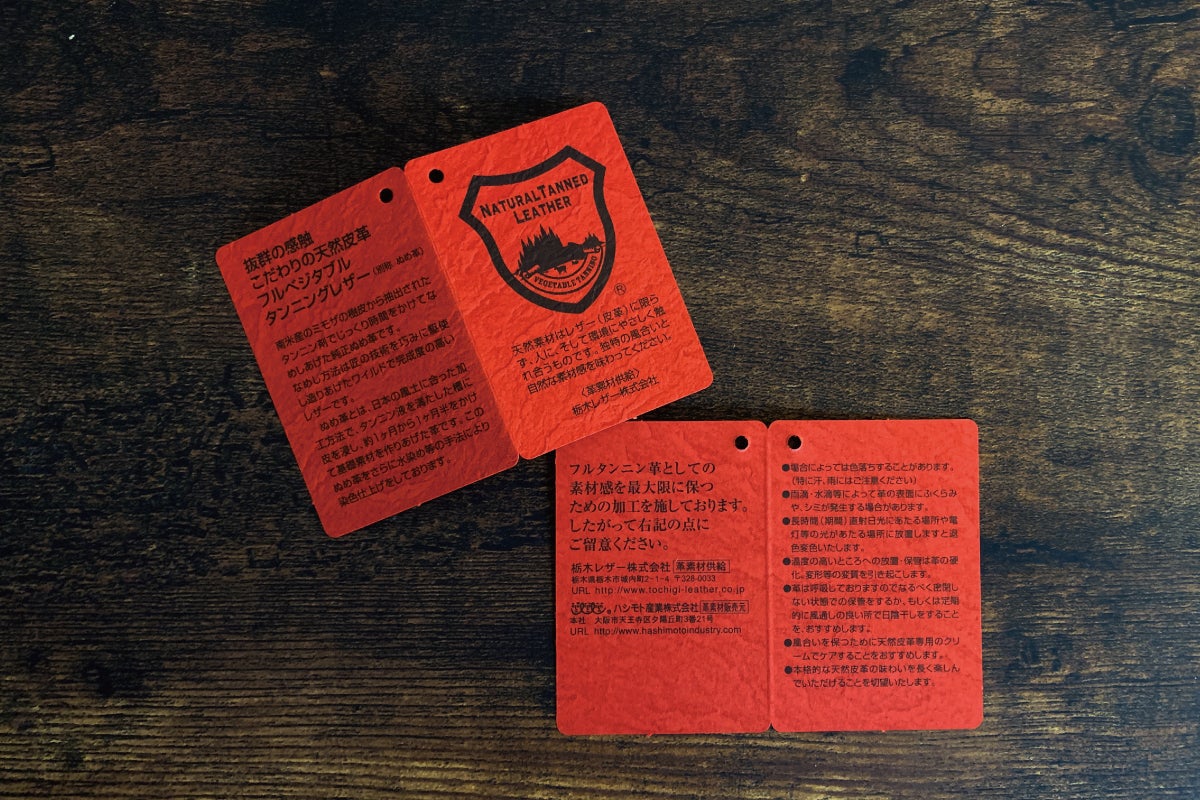 抜群の感触
こだわりの天然皮革
フルベジタブル
タンニングレザー(別称 ぬめ革)
南米産のミモザの樹皮から抽出された
タンニン剤でじっくり時間をかけてな
めしあげた純正ぬめ革です。
なめし方法は匠の技術を巧みに駆使
し造りあげたワイルドで完成度の高い
レザーです。
ぬめ革とは、日本の風土に合った加
工方法で、タンニン液を満たした槽に
皮を浸し、約1ヶ月から1ヶ月半をかけ
て基礎素材を作りあげた革です。この
ぬめ革をさらに水染め等の手法により
染色仕上げをしております。
NATURAL TANNED
LEATHER
VEGETABLE TANNING
®
天然素材はレザー(皮革)に限ら
ず、人に、そして環境にやさしく触
れ合うものです。独特の風合いと
自然な素材感を味わってください。
〈革素材供給〉
栃木レザー株式会社
フルタンニン革としての
素材感を最大限に保つ
ための加工を施しております。
したがって右記の点に
ご留意ください。
栃木レザー株式会社 革素材供給
栃木県栃木市城内町2-1-4 〒328-0033
URL http://www.tochigi-leather.co.jp
ハシモト産業株式会社 革素材販売元
本社 大阪市天王寺区夕陽丘町3番21号
URL http://www.hashimotoindustry.com
●場合によっては色落ちすることがあります。
(特に汗、雨にはご注意ください)
●雨滴・水滴等によって革の表面にふくらみ
や、シミが発生する場合があります。
●長時間(期間)直射日光にあたる場所や電
灯等の光があたる場所に放置しますと退
色変色いたします。
●温度の高いところへの放置・保管は革の硬
化、変形等の変質を引き起こします。
●革は呼吸しておりますのでなるべく密閉
しない状態での保管をするか、もしくは定期
的に風通しの良い所で日陰干しをすること
を、おすすめします。
●風合いを保つために天然皮革専用のクリ
ームでケアすることをおすすめします。
●本格的な天然皮革の味わいを長く楽しん
でいただけることを切望いたします。